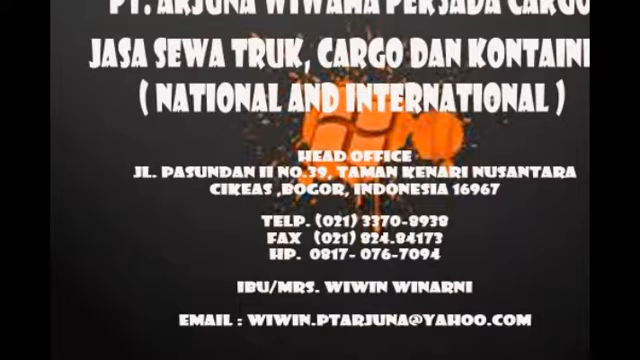 PT. ARJUNA WIWAHA PERSADA CARGO
JASA SEWA TRUK, CARGO DAN
( NATIONAL AND INTERNATIONAL )
HEAD OFFICE
JL. PASUNDAN II NO.39, TAMAN KENARI NUSANTARA
CIKEAS ,BOGOR, INDONESIA 16967
TELP. (021) 3370-8938
FAX (021) 824.84173
HP. 0817- 076-7094
IBU/MRS. WIWIN WINARNI
EMAIL : WIWIN.PTARJUNA@YAHOO.COM